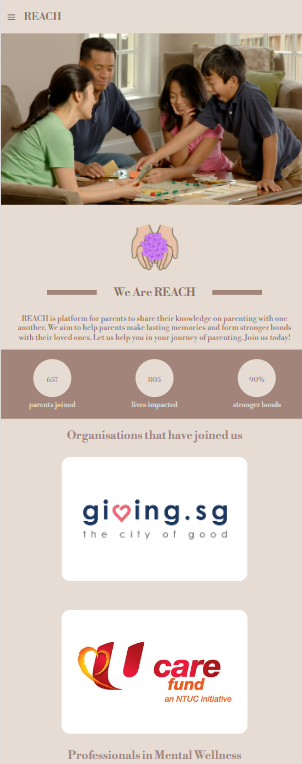 REACH
We Are REACH
REACH is platform for parents to share their knowledge on parenting with one
another. We aim to help parents make lasting memories and form stronger bonds
with their loved ones. Let us help you in your journey of parenting. Join us today!
657
805
90%
parents joined
lives impacted
stronger bonds
Organisations that have joined us
giving.sg
the city of good
care
fund
an NTUC initiative
Professionals in Mental Wellness